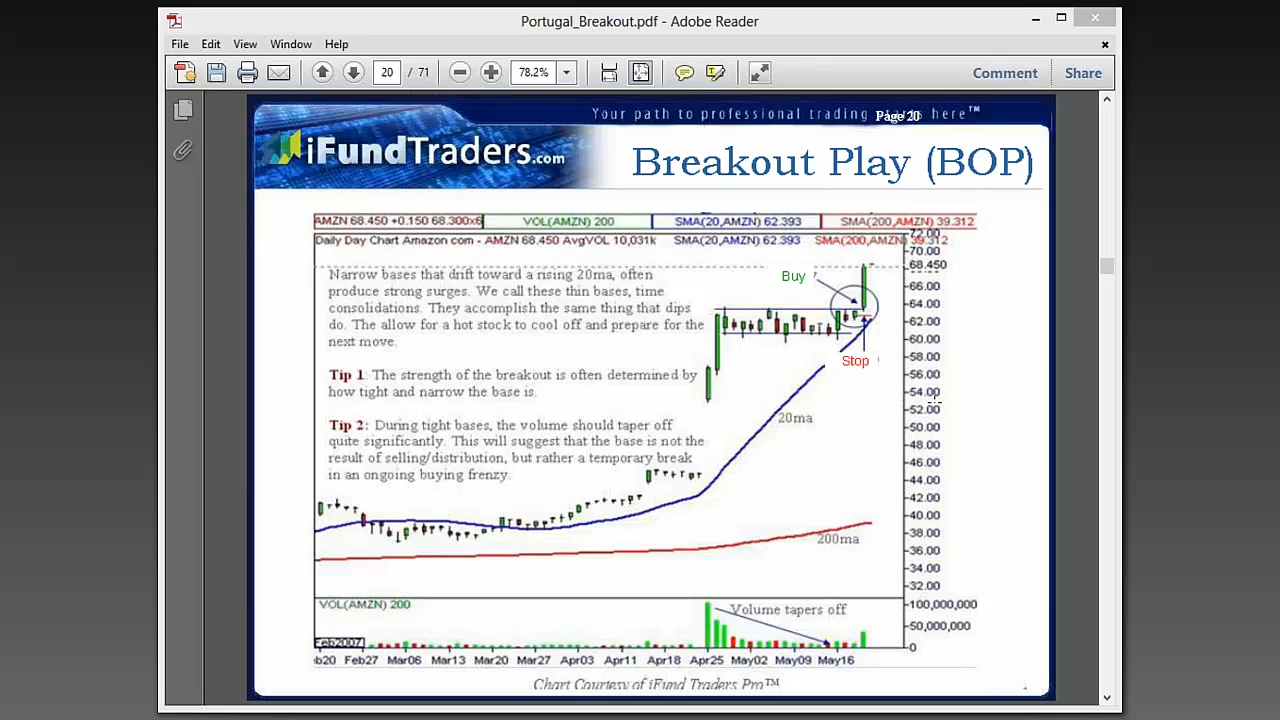 Portugal_Breakout.pdf - Adobe Reader
File Edit View Window Help
20 / 71 78.2% Comment Share
Your path to professional trading here™
Page 20
iFundTraders.com
Breakout Play (BOP)
AMZN 68.450 +0.150 68.300x6 VOL(AMZN) 200 SMA(20,AMZN) 62.393 SMA(200,AMZN) 39.312
Daily Day Chart Amazon com - AMZN 68.450 AvgVOL 10,031k SMA(20,AMZN) 62.393 SMA(200,AMZN) 39.312
72.00
70.00
68.450
66.00
64.00
62.00
60.00
58.00
56.00
54.00
52.00
50.00
48.00
46.00
44.00
42.00
40.00
38.00
36.00
34.00
32.00
Narrow bases that drift toward a rising 20ma, often
produce strong surges. We call these thin bases, time
consolidations. They accomplish the same thing that dips
do. The allow for a hot stock to cool off and prepare for the
next move.
Tip 1: The strength of the breakout is often determined by
how tight and narrow the base is.
Tip 2: During tight bases, the volume should taper off
quite significantly. This will suggest that the base is not the
result of selling/distribution, but rather a temporary break
in an ongoing buying frenzy.
Buy
Stop
20ma
200ma
VOL(AMZN) 200
Volume tapers off
100,000,000
50,000,000
0
Feb2007
b20 Feb27 Mar06 Mar13 Mar20 Mar27 Apr03 Apr11 Apr18 Apr25 May02 May09 May16
Chart Courtesy of iFund Traders Pro™